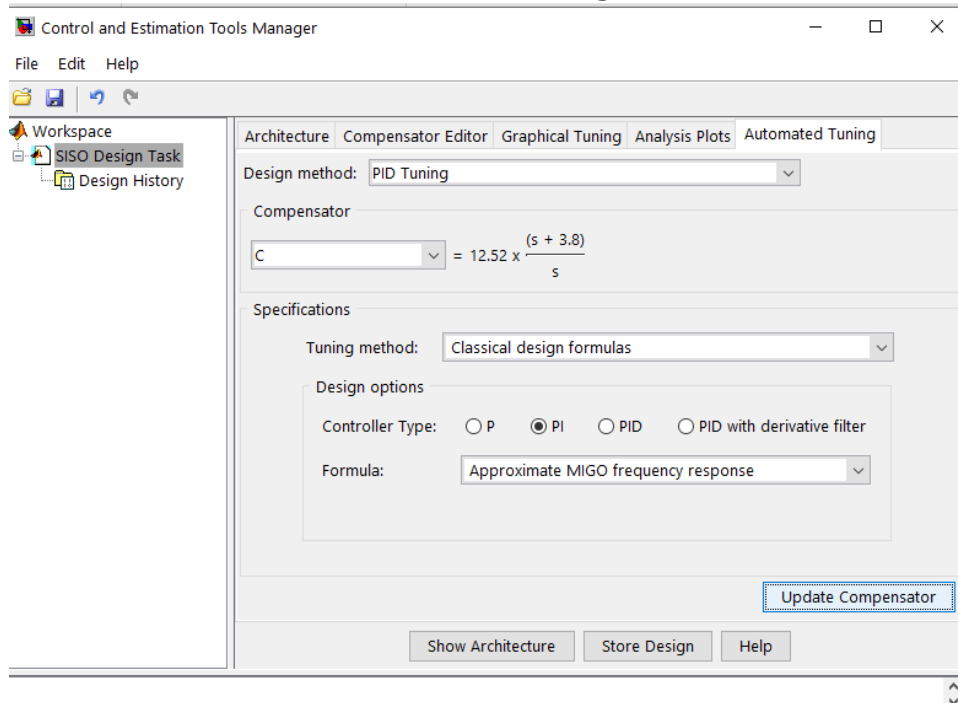 Control and Estimation Tools Manager
File Edit Help
Workspace
SISO Design Task
Design History
Architecture Compensator Editor Graphical Tuning Analysis Plots Automated Tuning
Design method: PID Tuning
Compensator
C = 12.52 x (s + 3.8)
s
Specifications
Tuning method: Classical design formulas
Design options
Controller Type: P PI PID PID with derivative filter
Formula: Approximate MIGO frequency response
Update Compensator
Show Architecture Store Design Help